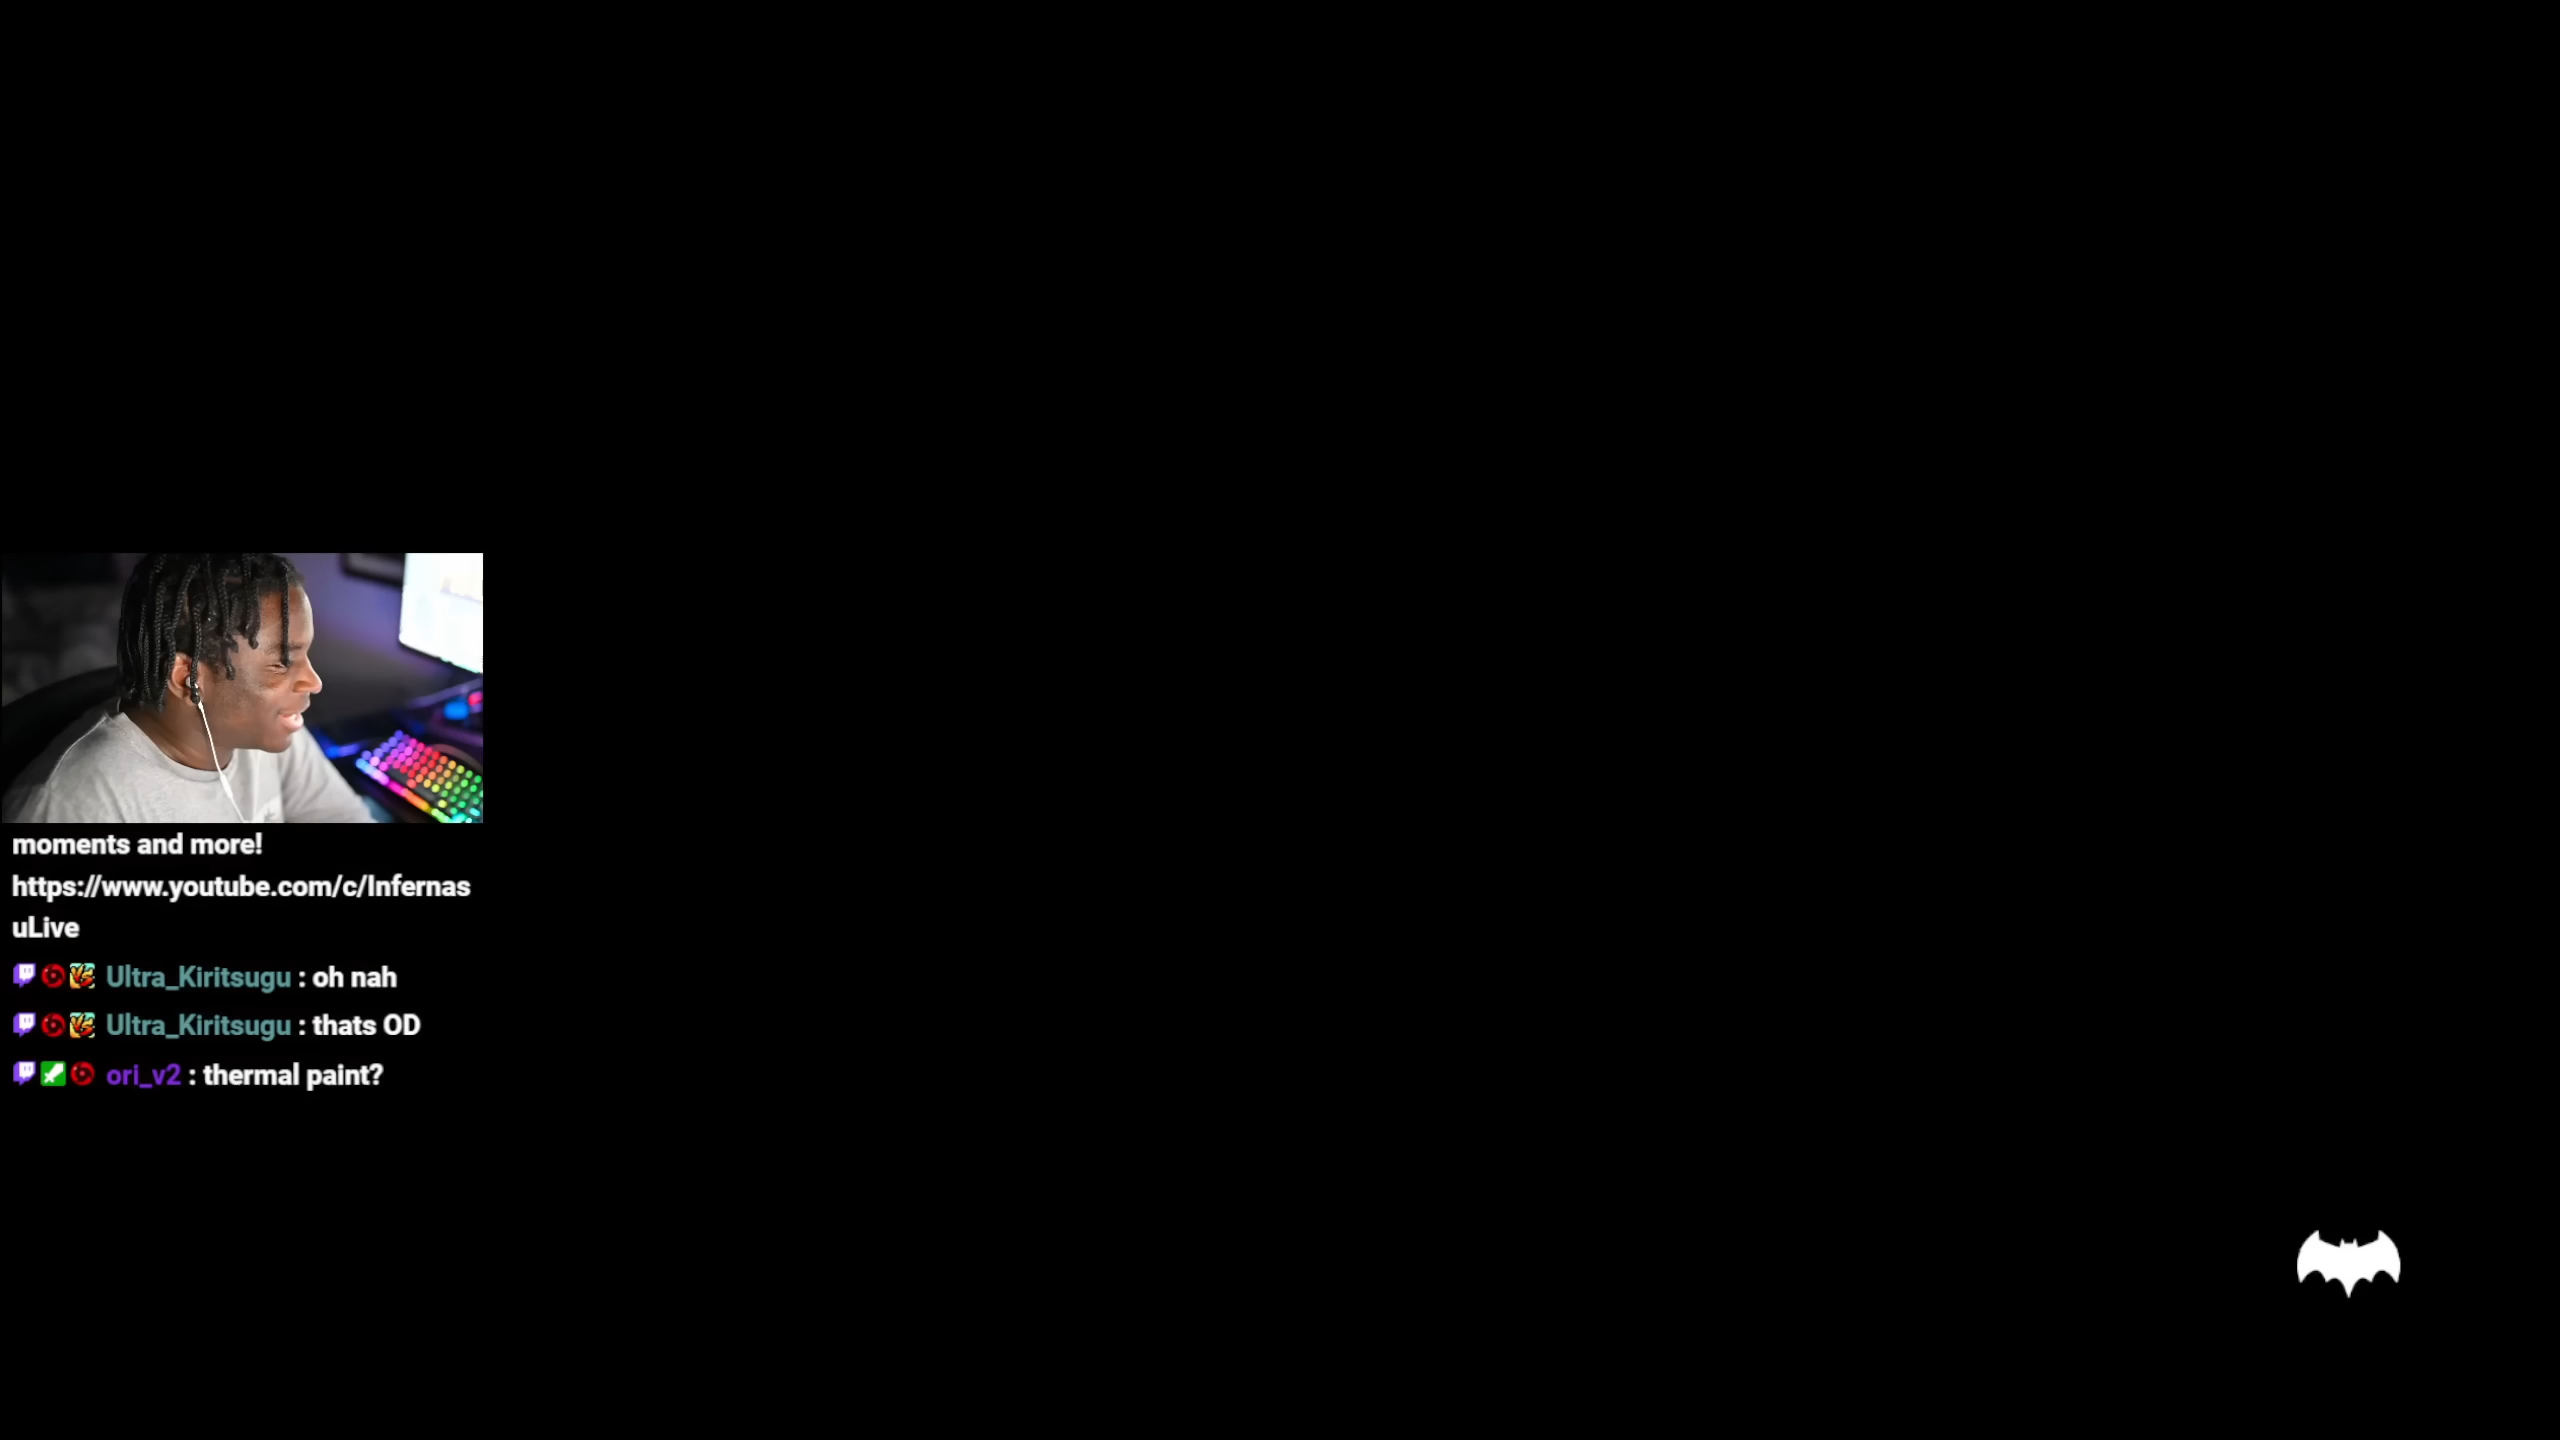 moments and more!
https://www.youtube.com/c/Infernas
uLive
Ultra_Kiritsugu : oh nah
Ultra_Kiritsugu : thats OD
ori_v2 : thermal paint?